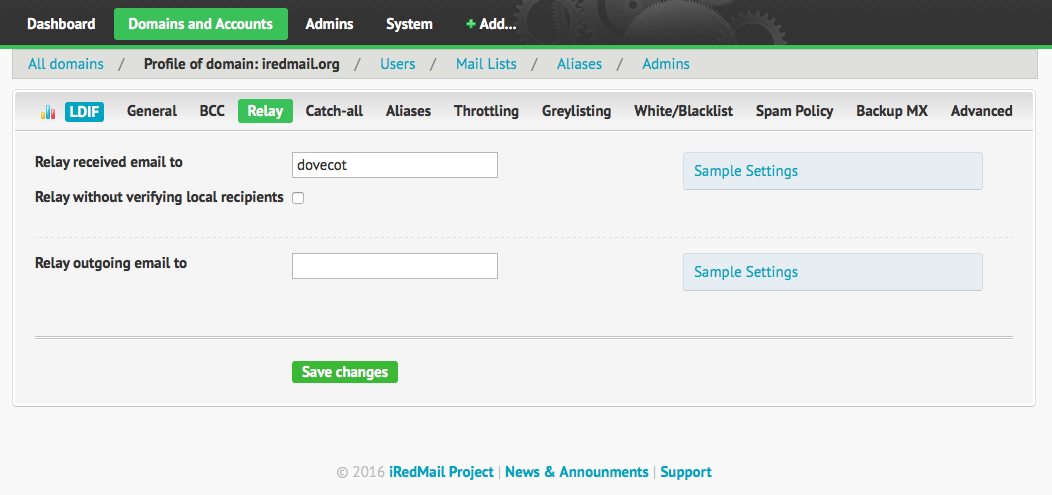 Dashboard Domains and Accounts Admins System + Add...
All domains / Profile of domain: iredmail.org / Users / Mail Lists / Aliases / Admins
LDIF General BCC Relay Catch-all Aliases Throttling Greylisting White/Blacklist Spam Policy Backup MX Advanced
Relay received email to dovecot Sample Settings
Relay without verifying local recipients
Relay outgoing email to Sample Settings
Save changes
© 2016 iRedMail Project | News & Announments | Support